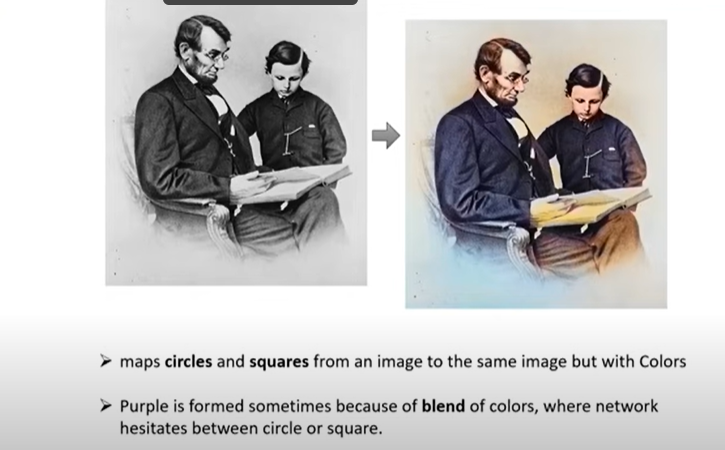 ➢ maps circles and squares from an image to the same image but with Colors
➢ Purple is formed sometimes because of blend of colors, where network
hesitates between circle or square.